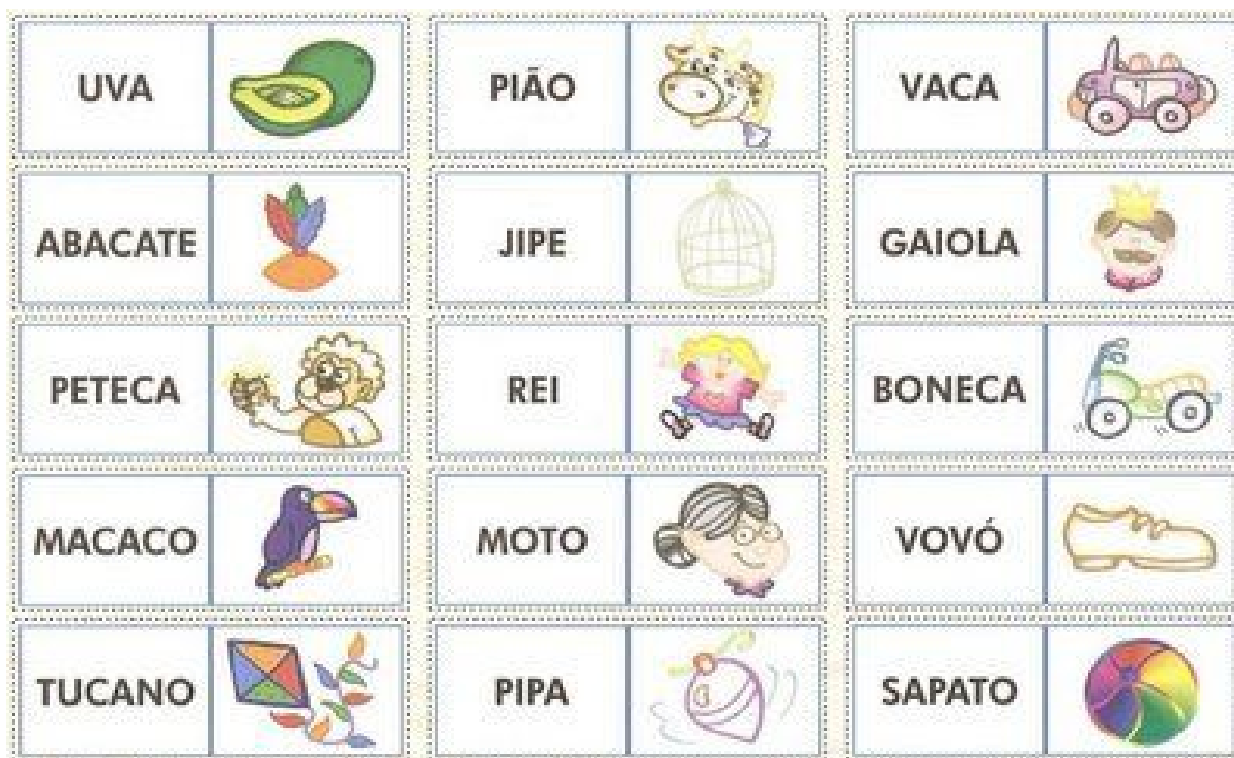 UVA
PIÃO
VACA
ABACATE
JIPE
GAIOLA
PETECA
REI
BONECA
MACACO
MOTO
VOVÓ
TUCANO
PIPA
SAPATO